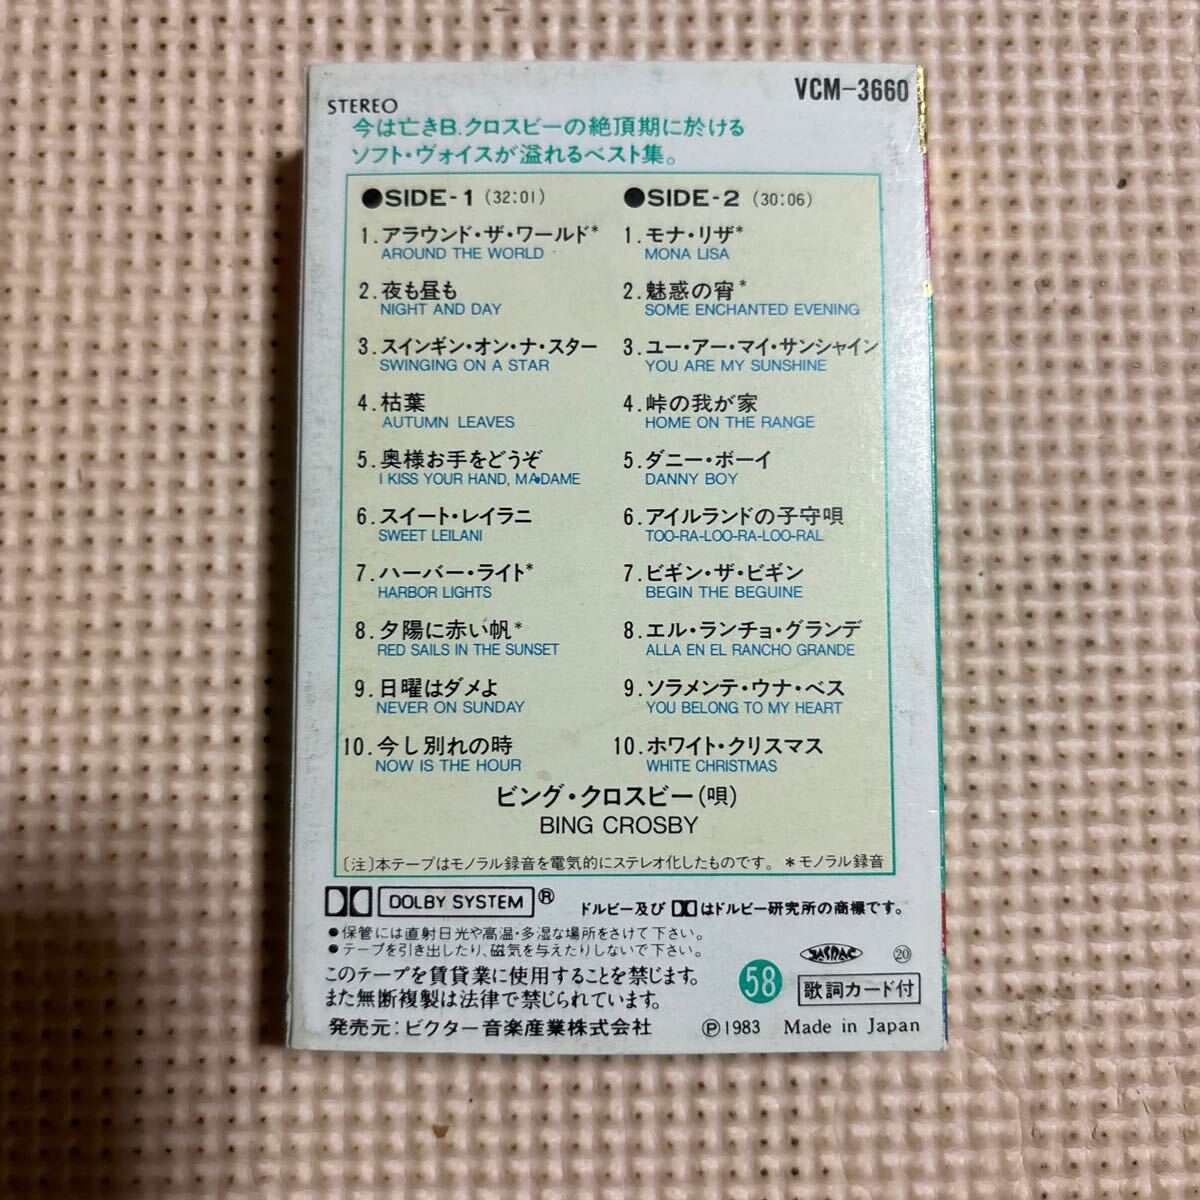 VCM-3660
STEREO
今は亡きB.クロスビーの絶頂期に於ける
ソフト・ヴォイスが溢れるベスト集。
●SIDE-1 (32:01)
1.アラウンド・ザ・ワールド*
AROUND THE WORLD
2.夜も昼も
NIGHT AND DAY
3.スインギン・オン・ナ・スター
SWINGING ON A STAR
4.枯葉
AUTUMN LEAVES
5.奥様お手をどうぞ
I KISS YOUR HAND, MADAME
6.スイート・レイラニ
SWEET LEILANI
7.ハーバー・ライト*
HARBOR LIGHTS
8.夕陽に赤い帆*
RED SAILS IN THE SUNSET
9.日曜はダメよ
NEVER ON SUNDAY
10.今し別れの時
NOW IS THE HOUR
●SIDE-2 (30:06)
1.モナ・リザ*
MONA LISA
2.魅惑の宵*
SOME ENCHANTED EVENING
3.ユー・アー・マイ・サンシャイン
YOU ARE MY SUNSHINE
4.峠の我が家
HOME ON THE RANGE
5.ダニー・ボーイ
DANNY BOY
6.アイルランドの子守唄
TOO-RA-LOO-RA-LOO-RAL
7.ビギン・ザ・ビギン
BEGIN THE BEGUINE
8.エル・ランチョ・グランデ
ALLA EN EL RANCHO GRANDE
9.ソラメンテ・ウナ・ベス
YOU BELONG TO MY HEART
10.ホワイト・クリスマス
WHITE CHRISTMAS
ビング・クロスビー(唄)
BING CROSBY
〔注〕本テープはモノラル録音を電気的にステレオ化したものです。 *モノラル録音
DOLBY SYSTEM ® ドルビー及び はドルビー研究所の商標です。
●保管には直射日光や高温・多湿な場所をさけて下さい。
●テープを引き出したり、磁気を与えたりしないで下さい。
JASRAC ⑳
このテープを賃貸業に使用することを禁じます。
また無断複製は法律で禁じられています。
58 歌詞カード付
発売元:ビクター音楽産業株式会社 Ⓟ1983 Made in Japan